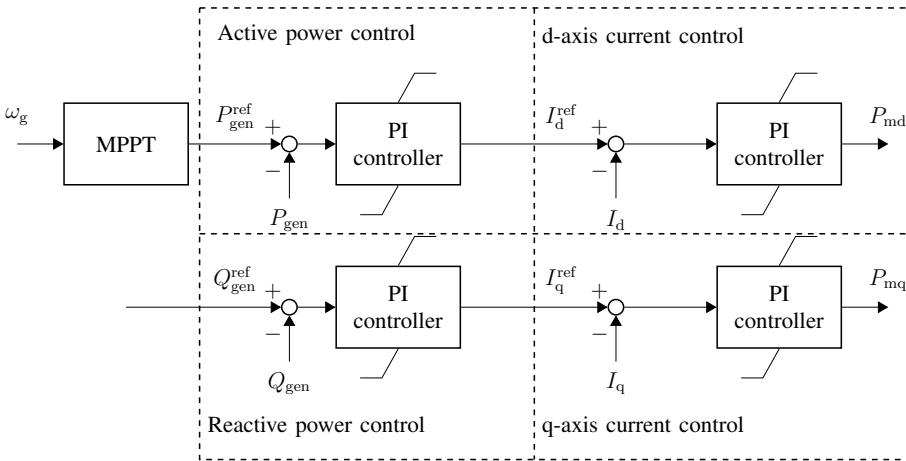 Active power control
d-axis current control
ω_g
MPPT
P_gen^ref
+
−
P_gen
PI
controller
I_d^ref
+
−
I_d
PI
controller
P_md
Q_gen^ref
+
−
Q_gen
PI
controller
I_q^ref
+
−
I_q
PI
controller
P_mq
Reactive power control
q-axis current control